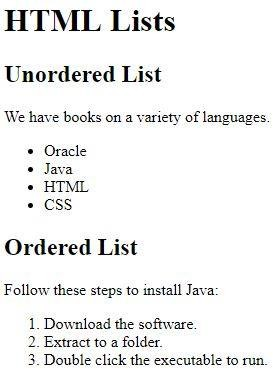 HTML Lists
Unordered List
We have books on a variety of languages.
• Oracle
• Java
• HTML
• CSS
Ordered List
Follow these steps to install Java:
1. Download the software.
2. Extract to a folder.
3. Double click the executable to run.